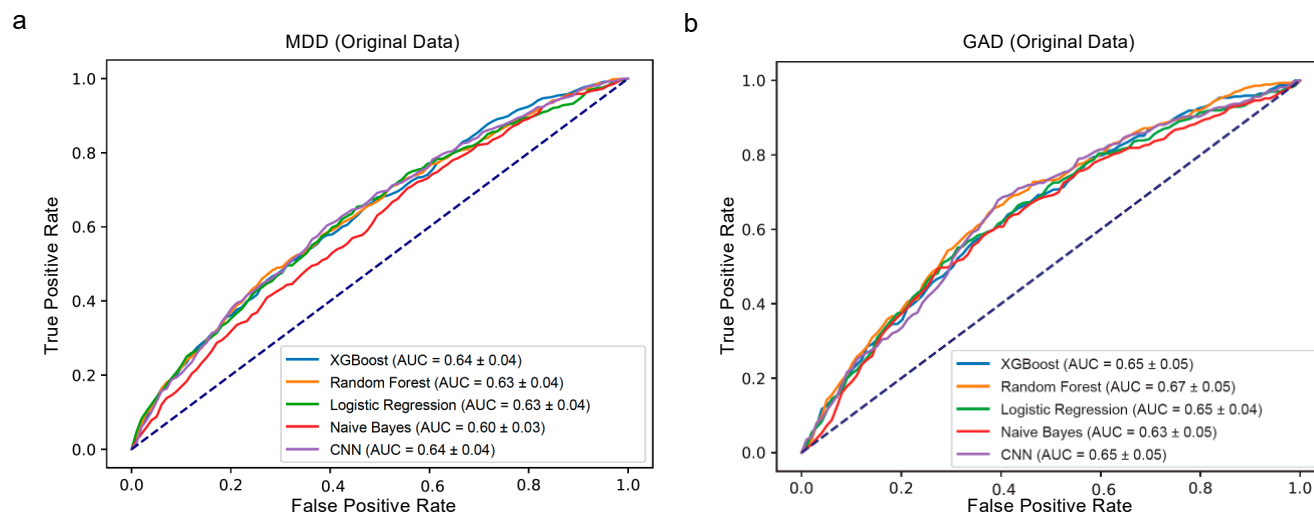 a
MDD (Original Data)
True Positive Rate
1.0
0.8
0.6
0.4
0.2
0.0
XGBoost (AUC = 0.64 ± 0.04)
Random Forest (AUC = 0.63 ± 0.04)
Logistic Regression (AUC = 0.63 ± 0.04)
Naive Bayes (AUC = 0.60 ± 0.03)
CNN (AUC = 0.64 ± 0.04)
0.0 0.2 0.4 0.6 0.8 1.0
False Positive Rate
b
GAD (Original Data)
True Positive Rate
1.0
0.8
0.6
0.4
0.2
0.0
XGBoost (AUC = 0.65 ± 0.05)
Random Forest (AUC = 0.67 ± 0.05)
Logistic Regression (AUC = 0.65 ± 0.04)
Naive Bayes (AUC = 0.63 ± 0.05)
CNN (AUC = 0.65 ± 0.05)
0.0 0.2 0.4 0.6 0.8 1.0
False Positive Rate